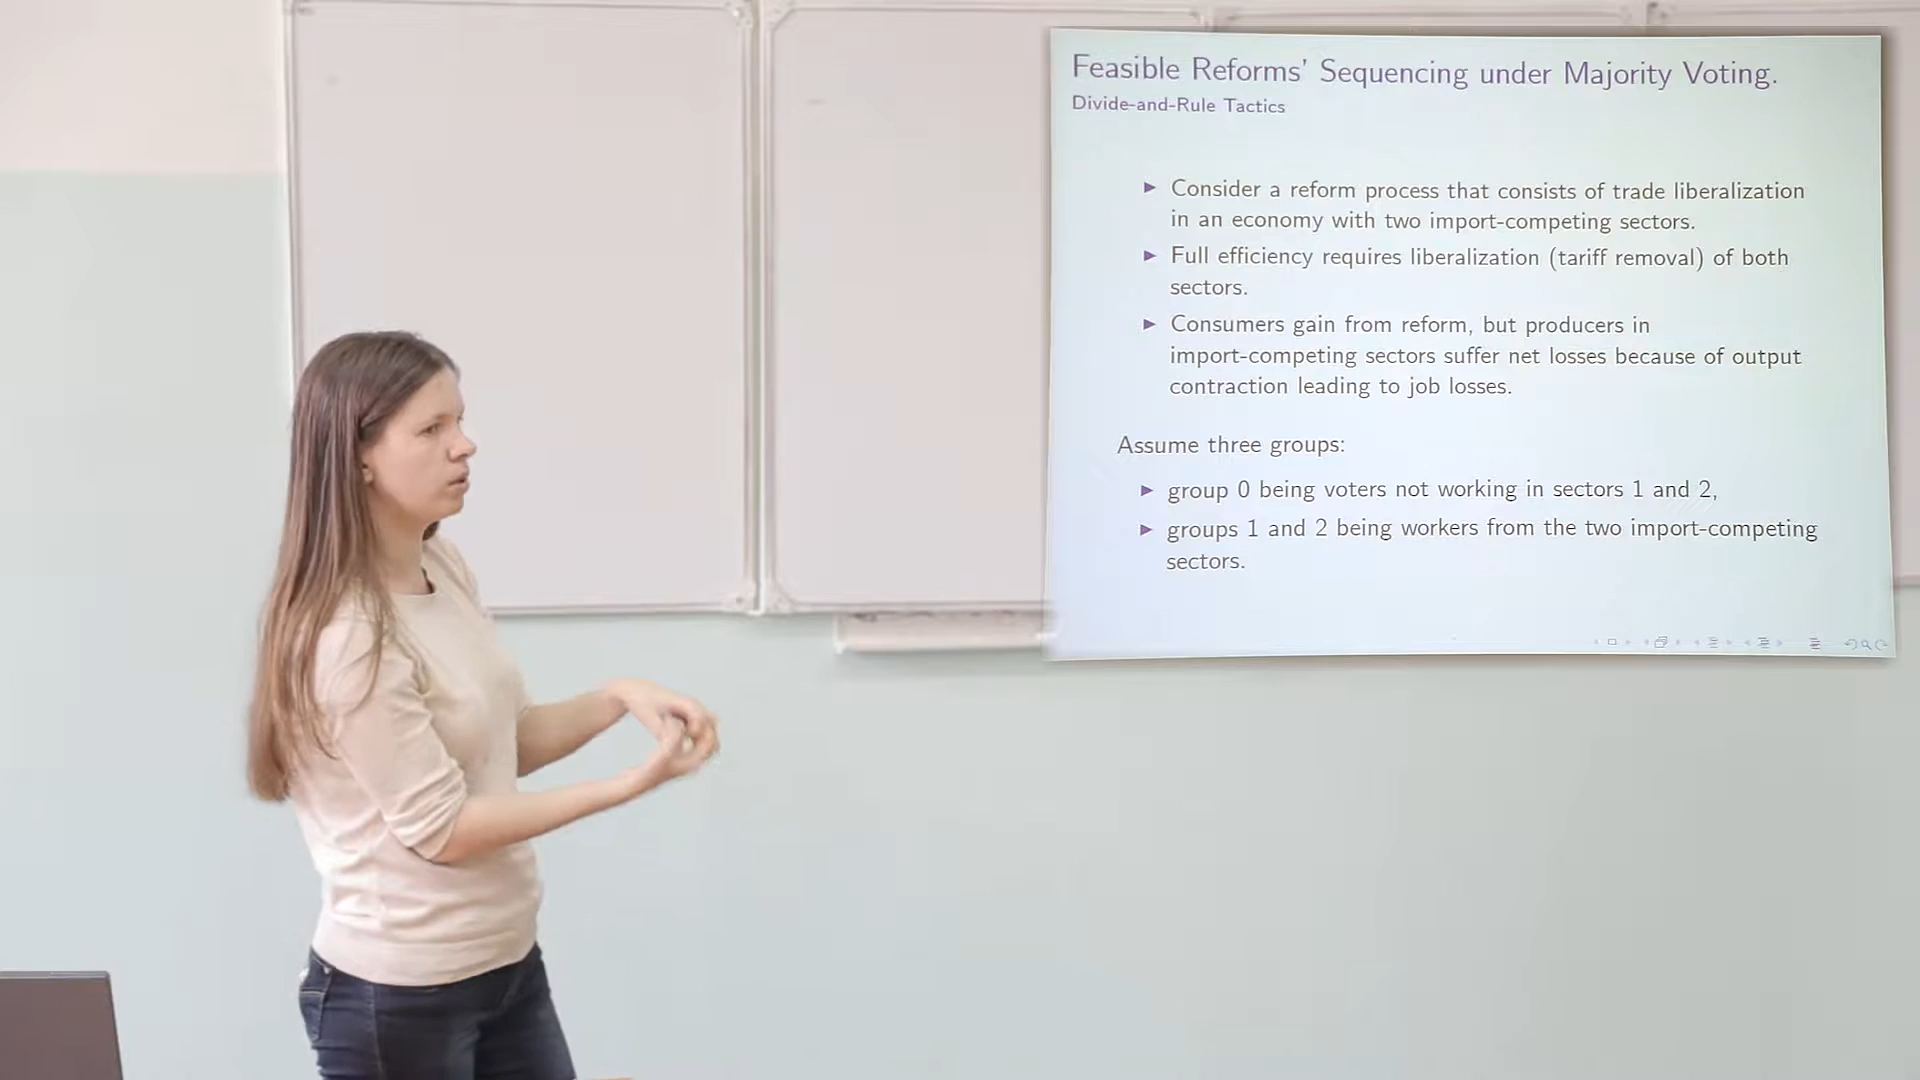 Feasible Reforms' Sequencing under Majority Voting.
Divide-and-Rule Tactics
► Consider a reform process that consists of trade liberalization
in an economy with two import-competing sectors.
► Full efficiency requires liberalization (tariff removal) of both
sectors.
► Consumers gain from reform, but producers in
import-competing sectors suffer net losses because of output
contraction leading to job losses.
Assume three groups:
► group 0 being voters not working in sectors 1 and 2,
► groups 1 and 2 being workers from the two import-competing
sectors.